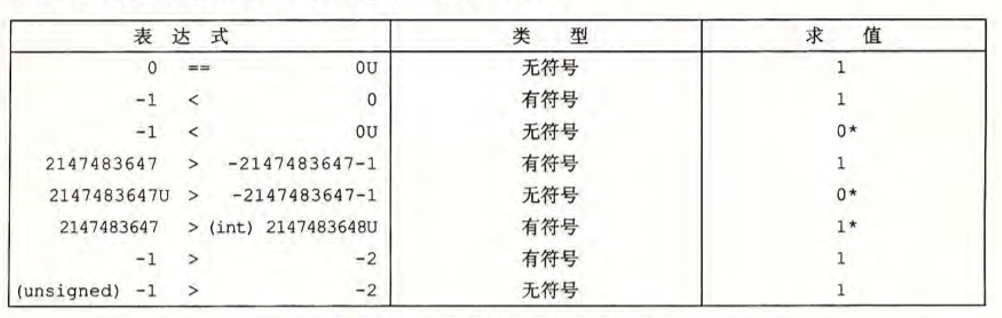 表 达 式 类 型 求 值
0 == 0U 无符号 1
-1 < 0 有符号 1
-1 < 0U 无符号 0*
2147483647 > -2147483647-1 有符号 1
2147483647U > -2147483647-1 无符号 0*
2147483647 > (int) 2147483648U 有符号 1*
-1 > -2 有符号 1
(unsigned) -1 > -2 无符号 1